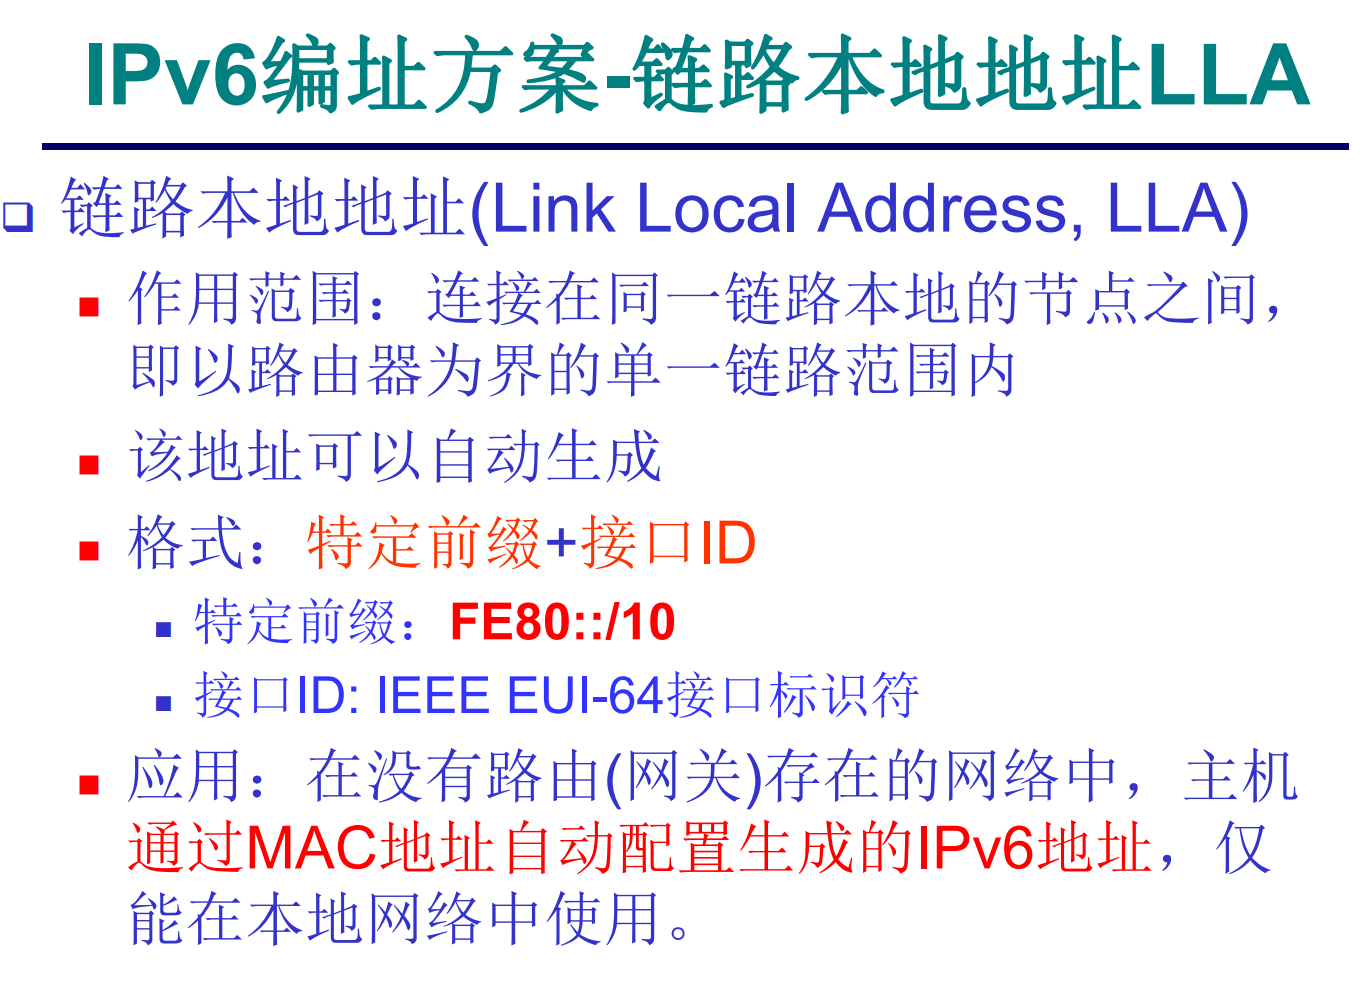 IPv6编址方案-链路本地地址LLA
链路本地地址(Link Local Address, LLA)
作用范围：连接在同一链路本地的节点之间，
即以路由器为界的单一链路范围内
该地址可以自动生成
格式：特定前缀+接口ID
特定前缀：FE80::/10
接口ID: IEEE EUI-64接口标识符
应用：在没有路由(网关)存在的网络中，主机
通过MAC地址自动配置生成的IPv6地址，仅
能在本地网络中使用。